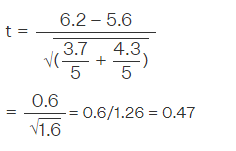 t = 6.2 – 5.6
√(3.7/5 + 4.3/5)
= 0.6/√1.6 = 0.6/1.26 = 0.47